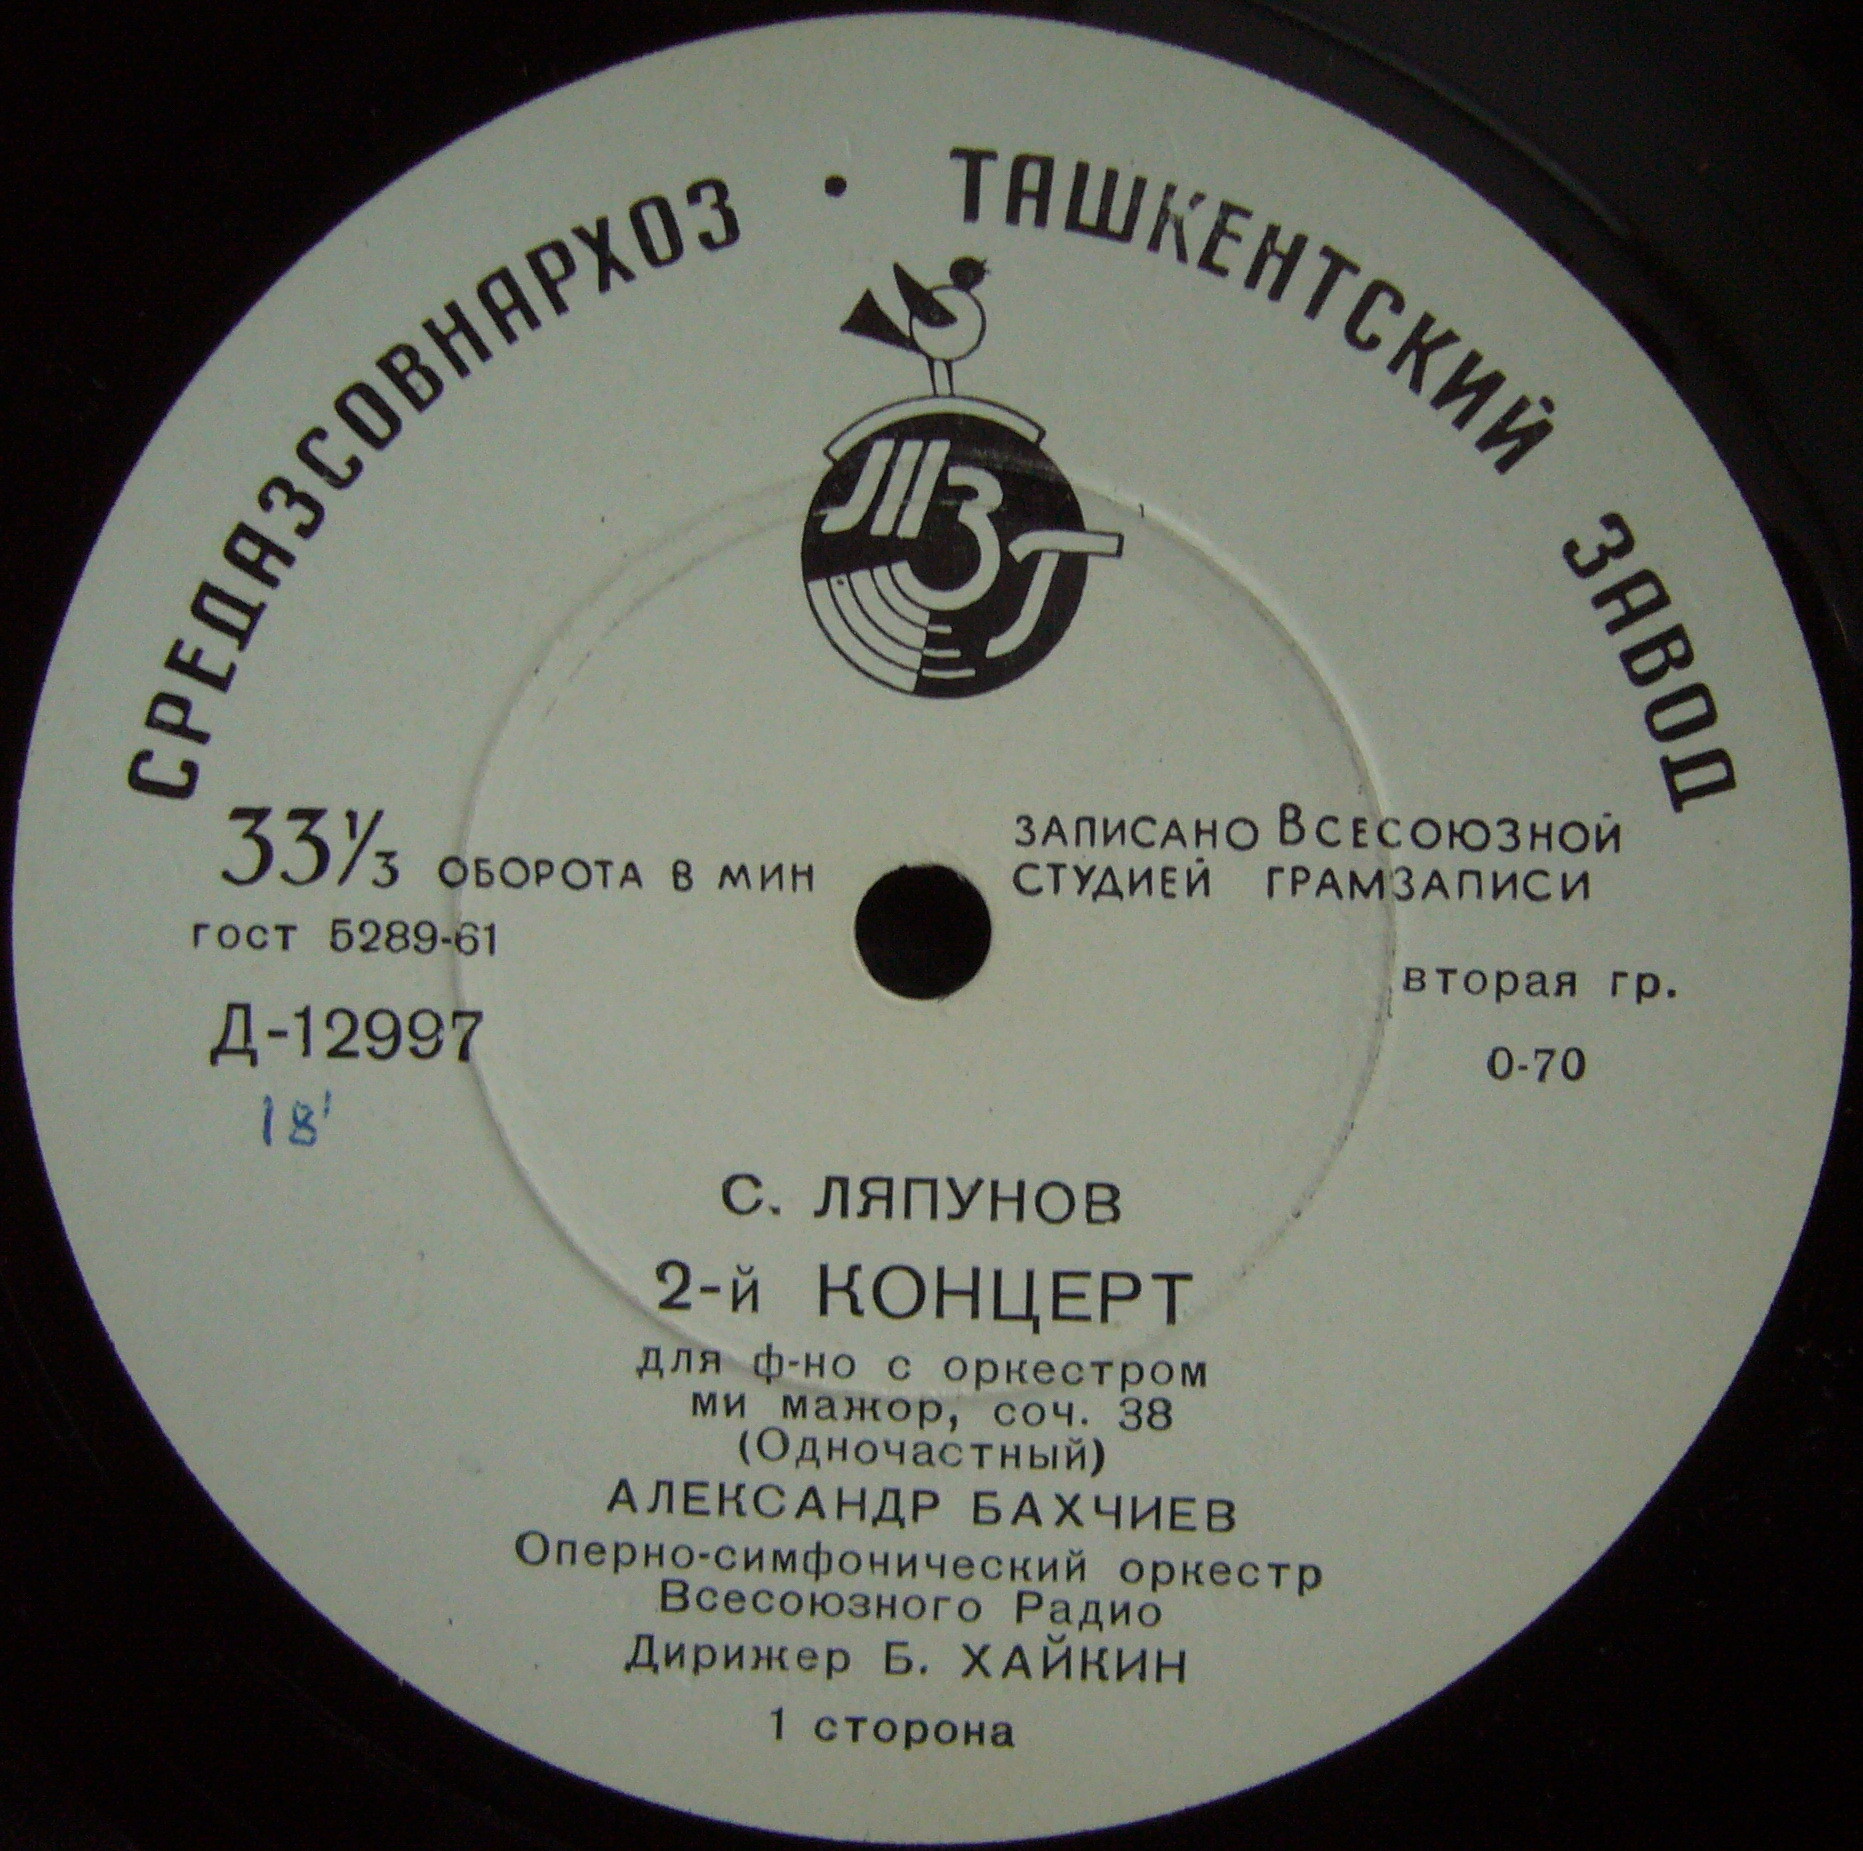 СРЕДАЗСОВНАРХОЗ • ТАШКЕНТСКИЙ ЗАВОД
ТЗГ
33⅓ ОБОРОТА В МИН
ЗАПИСАНО ВСЕСОЮЗНОЙ
СТУДИЕЙ ГРАМЗАПИСИ
гост 5289-61
вторая гр.
Д-12997
0-70
18'
С. ЛЯПУНОВ
2-й КОНЦЕРТ
для ф-но с оркестром
ми мажор, соч. 38
(Одночастный)
АЛЕКСАНДР БАХЧИЕВ
Оперно-симфонический оркестр
Всесоюзного Радио
Дирижер Б. ХАЙКИН
1 сторона